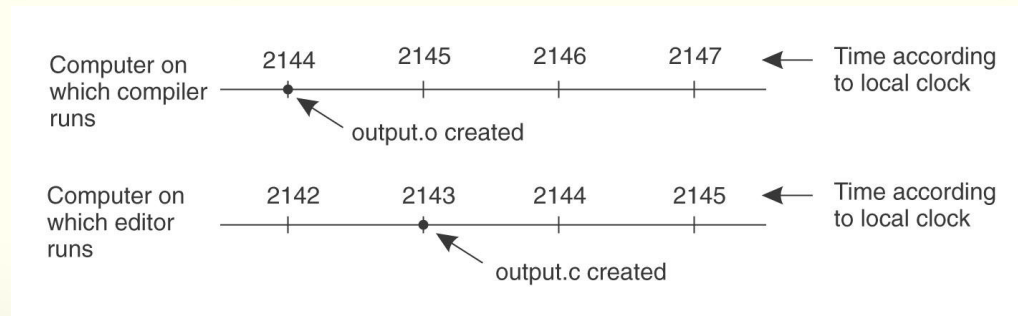 Computer on
which compiler
runs
2144 2145 2146 2147
Time according
to local clock
output.o created
Computer on
which editor
runs
2142 2143 2144 2145
Time according
to local clock
output.c created